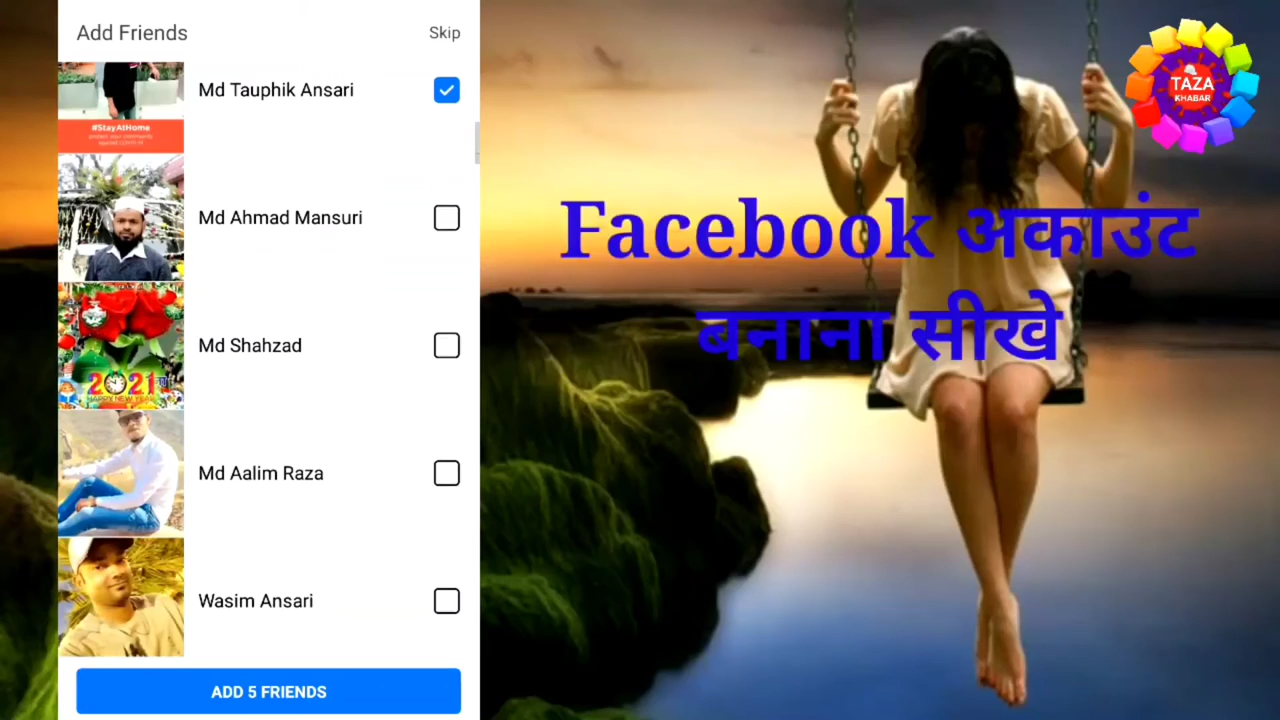 Add Friends
Skip
Md Tauphik Ansari
#StayAtHome
Md Ahmad Mansuri
Md Shahzad
2021
HAPPY NEW YEAR
Md Aalim Raza
Wasim Ansari
ADD 5 FRIENDS
TAZA
KHABAR
Facebook अकाउंट
बनाना सीखे